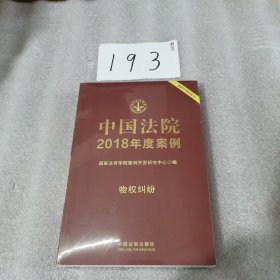 193
中国法院
2018年度案例
国家法官学院案例开发研究中心◎编
物权纠纷
中国法制出版社